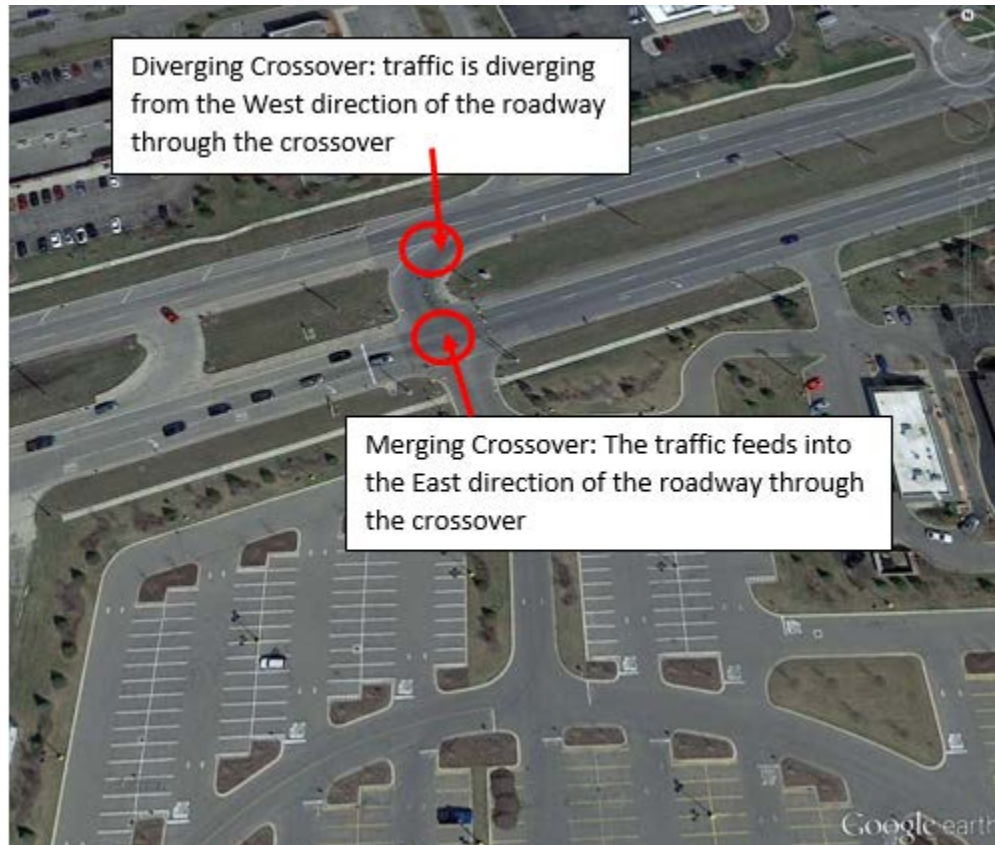 Diverging Crossover: traffic is diverging
from the West direction of the roadway
through the crossover
N
Merging Crossover: The traffic feeds into
the East direction of the roadway through
the crossover
Google earth